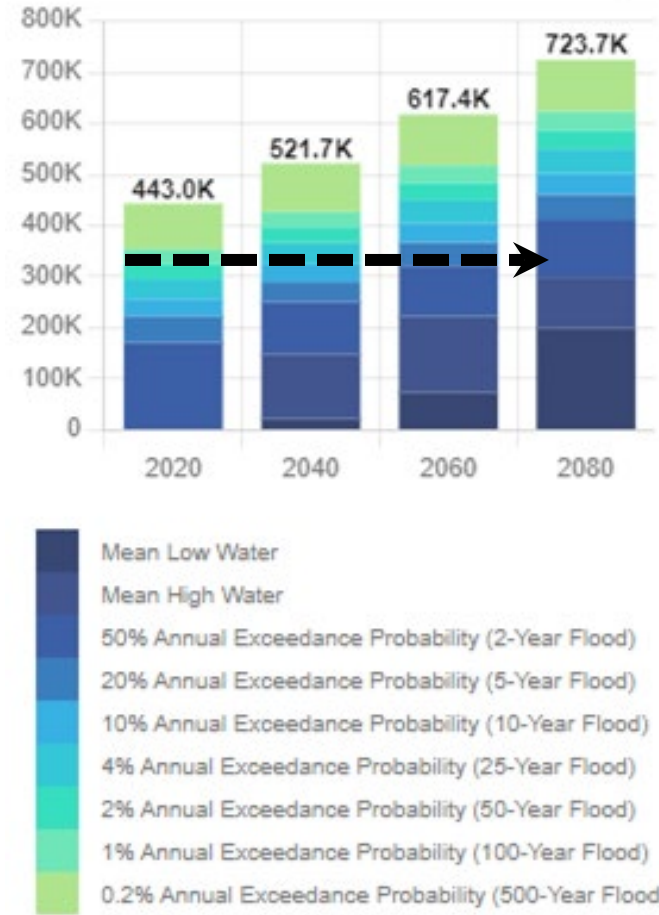 800K
723.7K
700K
617.4K
600K
521.7K
500K
443.0K
400K
300K
200K
100K
0
2020 2040 2060 2080
Mean Low Water
Mean High Water
50% Annual Exceedance Probability (2-Year Flood)
20% Annual Exceedance Probability (5-Year Flood)
10% Annual Exceedance Probability (10-Year Flood)
4% Annual Exceedance Probability (25-Year Flood)
2% Annual Exceedance Probability (50-Year Flood)
1% Annual Exceedance Probability (100-Year Flood)
0.2% Annual Exceedance Probability (500-Year Flood